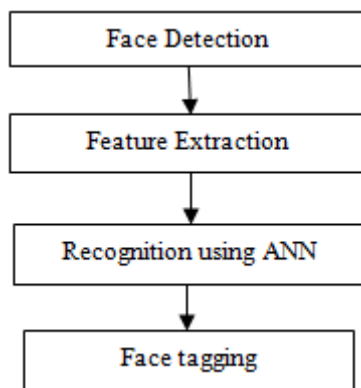 Face Detection
Feature Extraction
Recognition using ANN
Face tagging